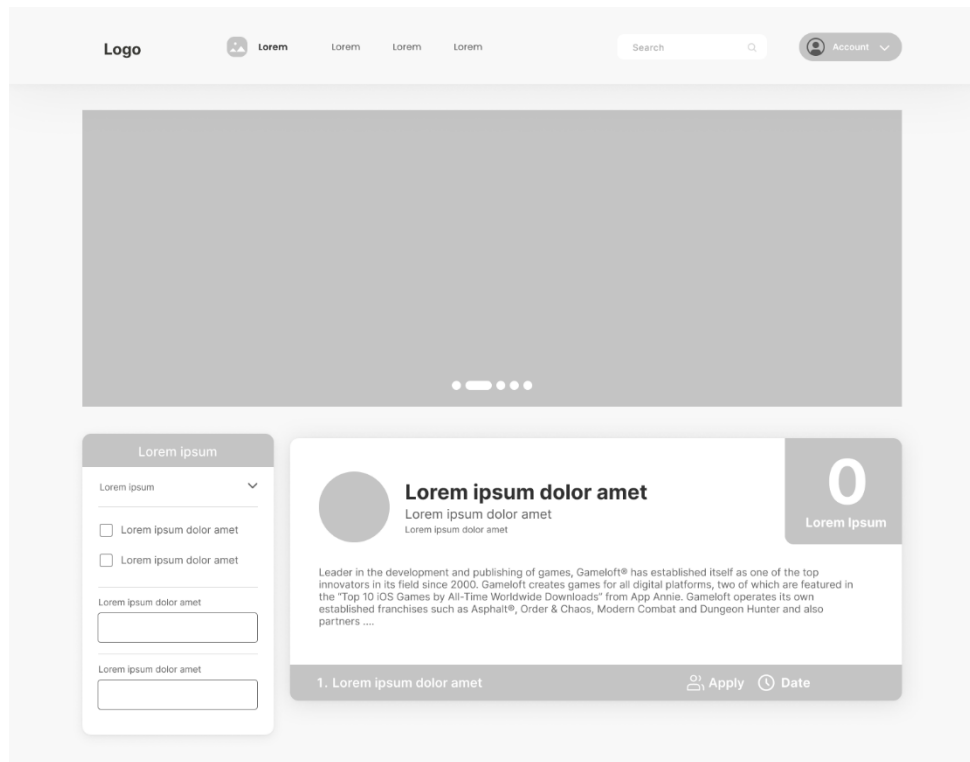 Logo
Lorem
Lorem
Lorem
Lorem
Search
Account
Lorem ipsum
Lorem ipsum
Lorem ipsum dolor amet
Lorem ipsum dolor amet
Lorem ipsum dolor amet
Lorem ipsum dolor amet
Lorem ipsum dolor amet
Lorem ipsum dolor amet
Lorem ipsum dolor amet
0
Lorem Ipsum
Leader in the development and publishing of games, Gameloft® has established itself as one of the top
innovators in its field since 2000. Gameloft creates games for all digital platforms, two of which are featured in
the “Top 10 iOS Games by All-Time Worldwide Downloads” from App Annie. Gameloft operates its own
established franchises such as Asphalt®, Order & Chaos, Modern Combat and Dungeon Hunter and also
partners ....
1. Lorem ipsum dolor amet
Apply
Date